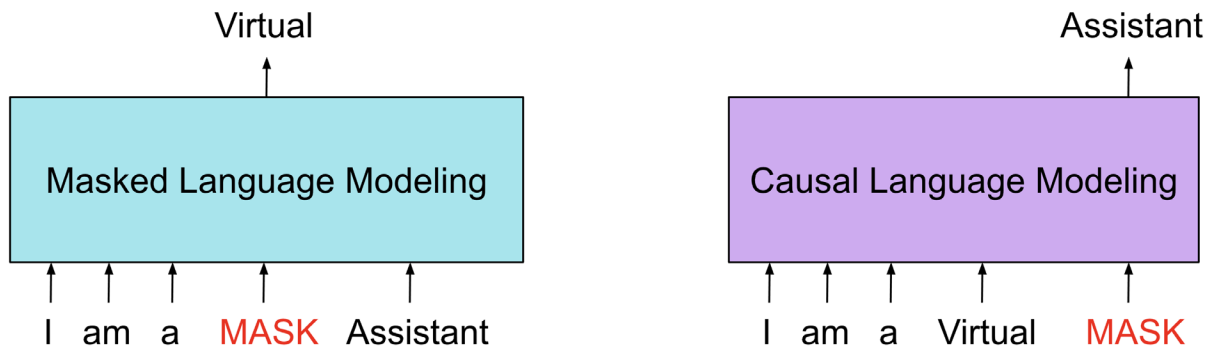 Virtual
Assistant
Masked Language Modeling
Causal Language Modeling
I am a MASK Assistant
I am a Virtual MASK